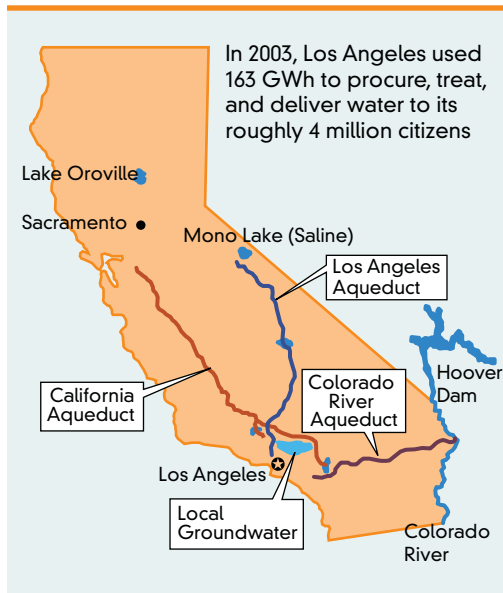 In 2003, Los Angeles used
163 GWh to procure, treat,
and deliver water to its
roughly 4 million citizens
Lake Oroville
Sacramento
Mono Lake (Saline)
Los Angeles
Aqueduct
Hoover
Dam
California
Aqueduct
Colorado
River
Aqueduct
Los Angeles
Local
Groundwater
Colorado
River